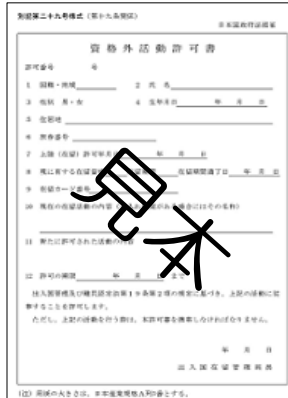 別記第二十九号様式（第十九条関係）
日本国政府法務省
資格外活動許可書
許可番号 号
1 国籍・地域 2 氏名
3 性別 男・女 4 生年月日 年 月 日
5 住居地
6 旅券番号
7 上陸（在留）許可年月日 年 月 日
8 現に有する在留資格 在留期間満了日 年 月 日
9 在留カード番号
10 現在の在留活動の内容
11 新たに許可された活動の内容
12 許可の期限 年 月 日まで
出入国管理及び難民認定法第19条第2項の規定に基づき、上記の活動に従
事することを許可します。
ただし、上記の活動を行う際は、本許可書を携帯しなければなりません。
年 月 日
出入国在留管理局長
（注）用紙の大きさは、日本産業規格A列5番とする。
見本